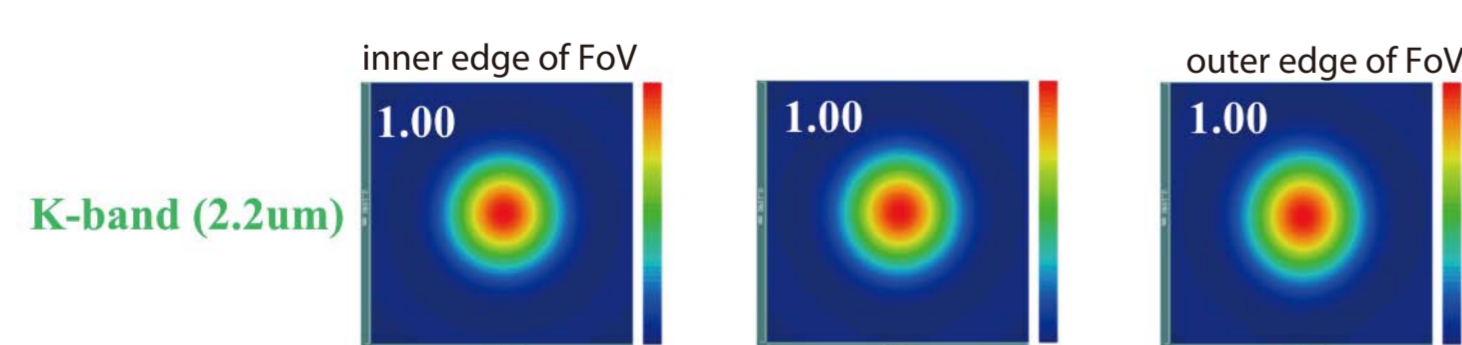 inner edge of FoV
outer edge of FoV
1.00
1.00
1.00
K-band (2.2um)